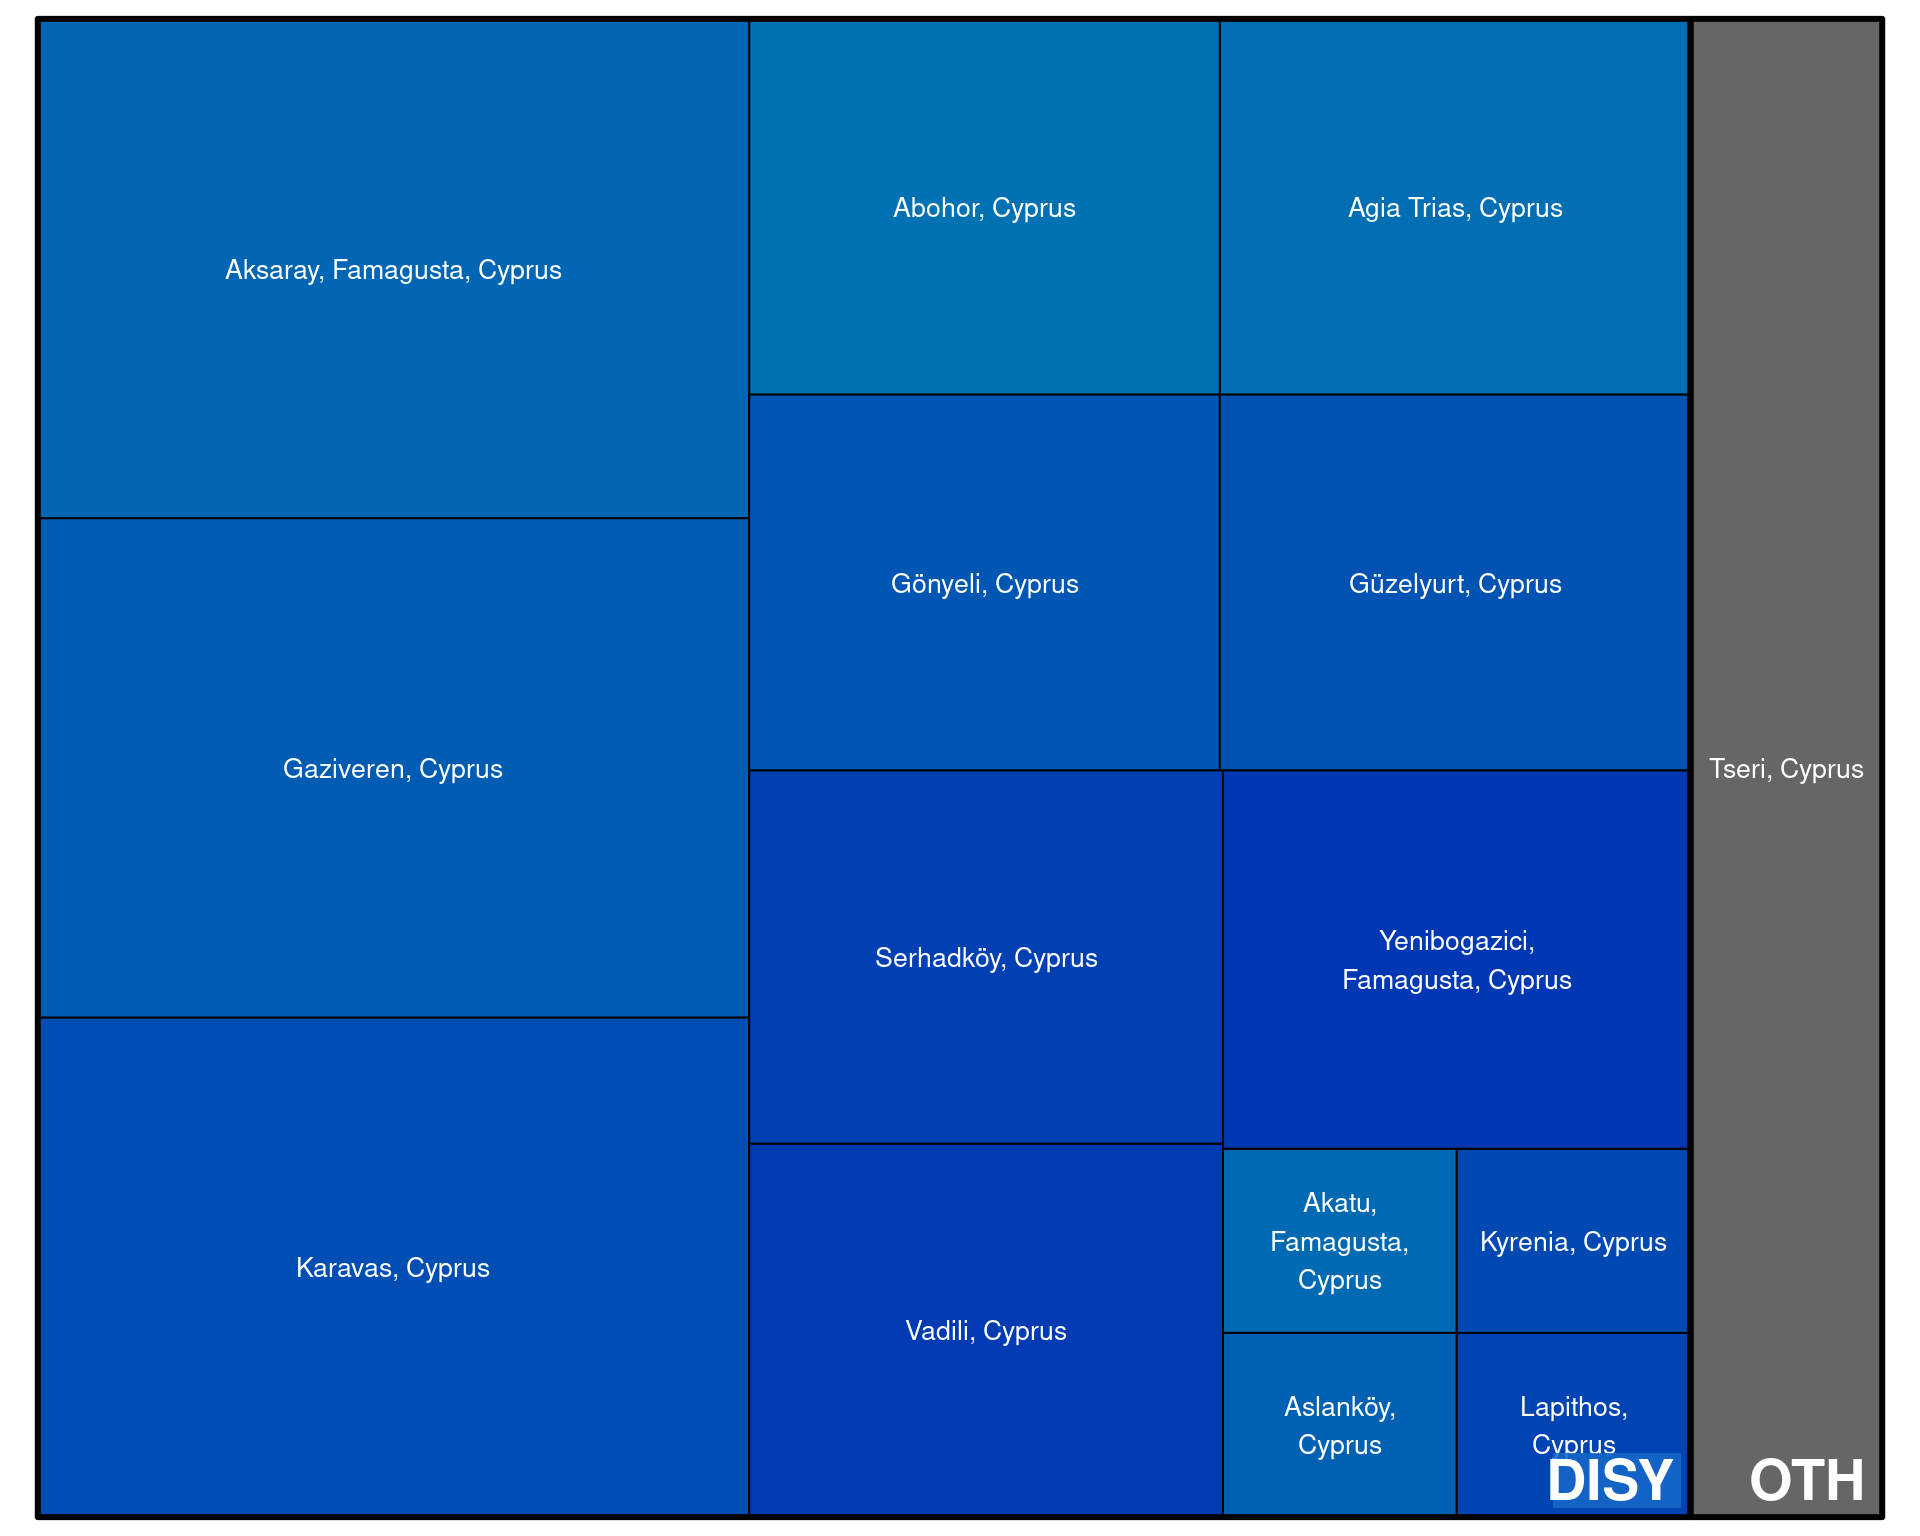 Aksaray, Famagusta, Cyprus
Gaziveren, Cyprus
Karavas, Cyprus
Abohor, Cyprus
Agia Trias, Cyprus
Gönyeli, Cyprus
Güzelyurt, Cyprus
Serhadköy, Cyprus
Yenibogazici,
Famagusta, Cyprus
Vadili, Cyprus
Akatu,
Famagusta,
Cyprus
Kyrenia, Cyprus
Aslanköy,
Cyprus
Lapithos,
Cyprus
DISY
Tseri, Cyprus
OTH